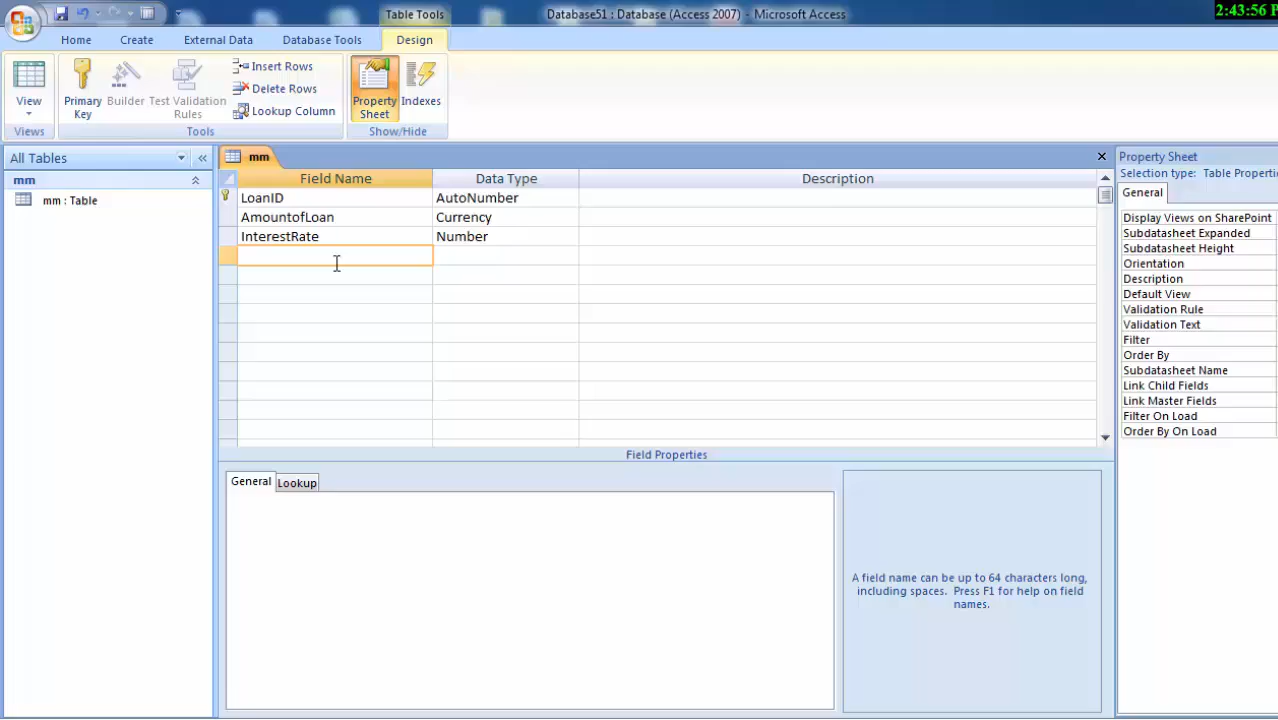 Table Tools
Database51 : Database (Access 2007) - Microsoft Access
2:43:56 P
Home
Create
External Data
Database Tools
Design
View
Primary Key
Builder
Test Validation Rules
Insert Rows
Delete Rows
Lookup Column
Property Sheet
Indexes
Views
Tools
Show/Hide
All Tables
mm
mm : Table
mm
Field Name
Data Type
Description
LoanID
AutoNumber
AmountofLoan
Currency
InterestRate
Number
Field Properties
General
Lookup
A field name can be up to 64 characters long,
including spaces. Press F1 for help on field
names.
Property Sheet
Selection type: Table Properti
General
Display Views on SharePoint
Subdatasheet Expanded
Subdatasheet Height
Orientation
Description
Default View
Validation Rule
Validation Text
Filter
Order By
Subdatasheet Name
Link Child Fields
Link Master Fields
Filter On Load
Order By On Load